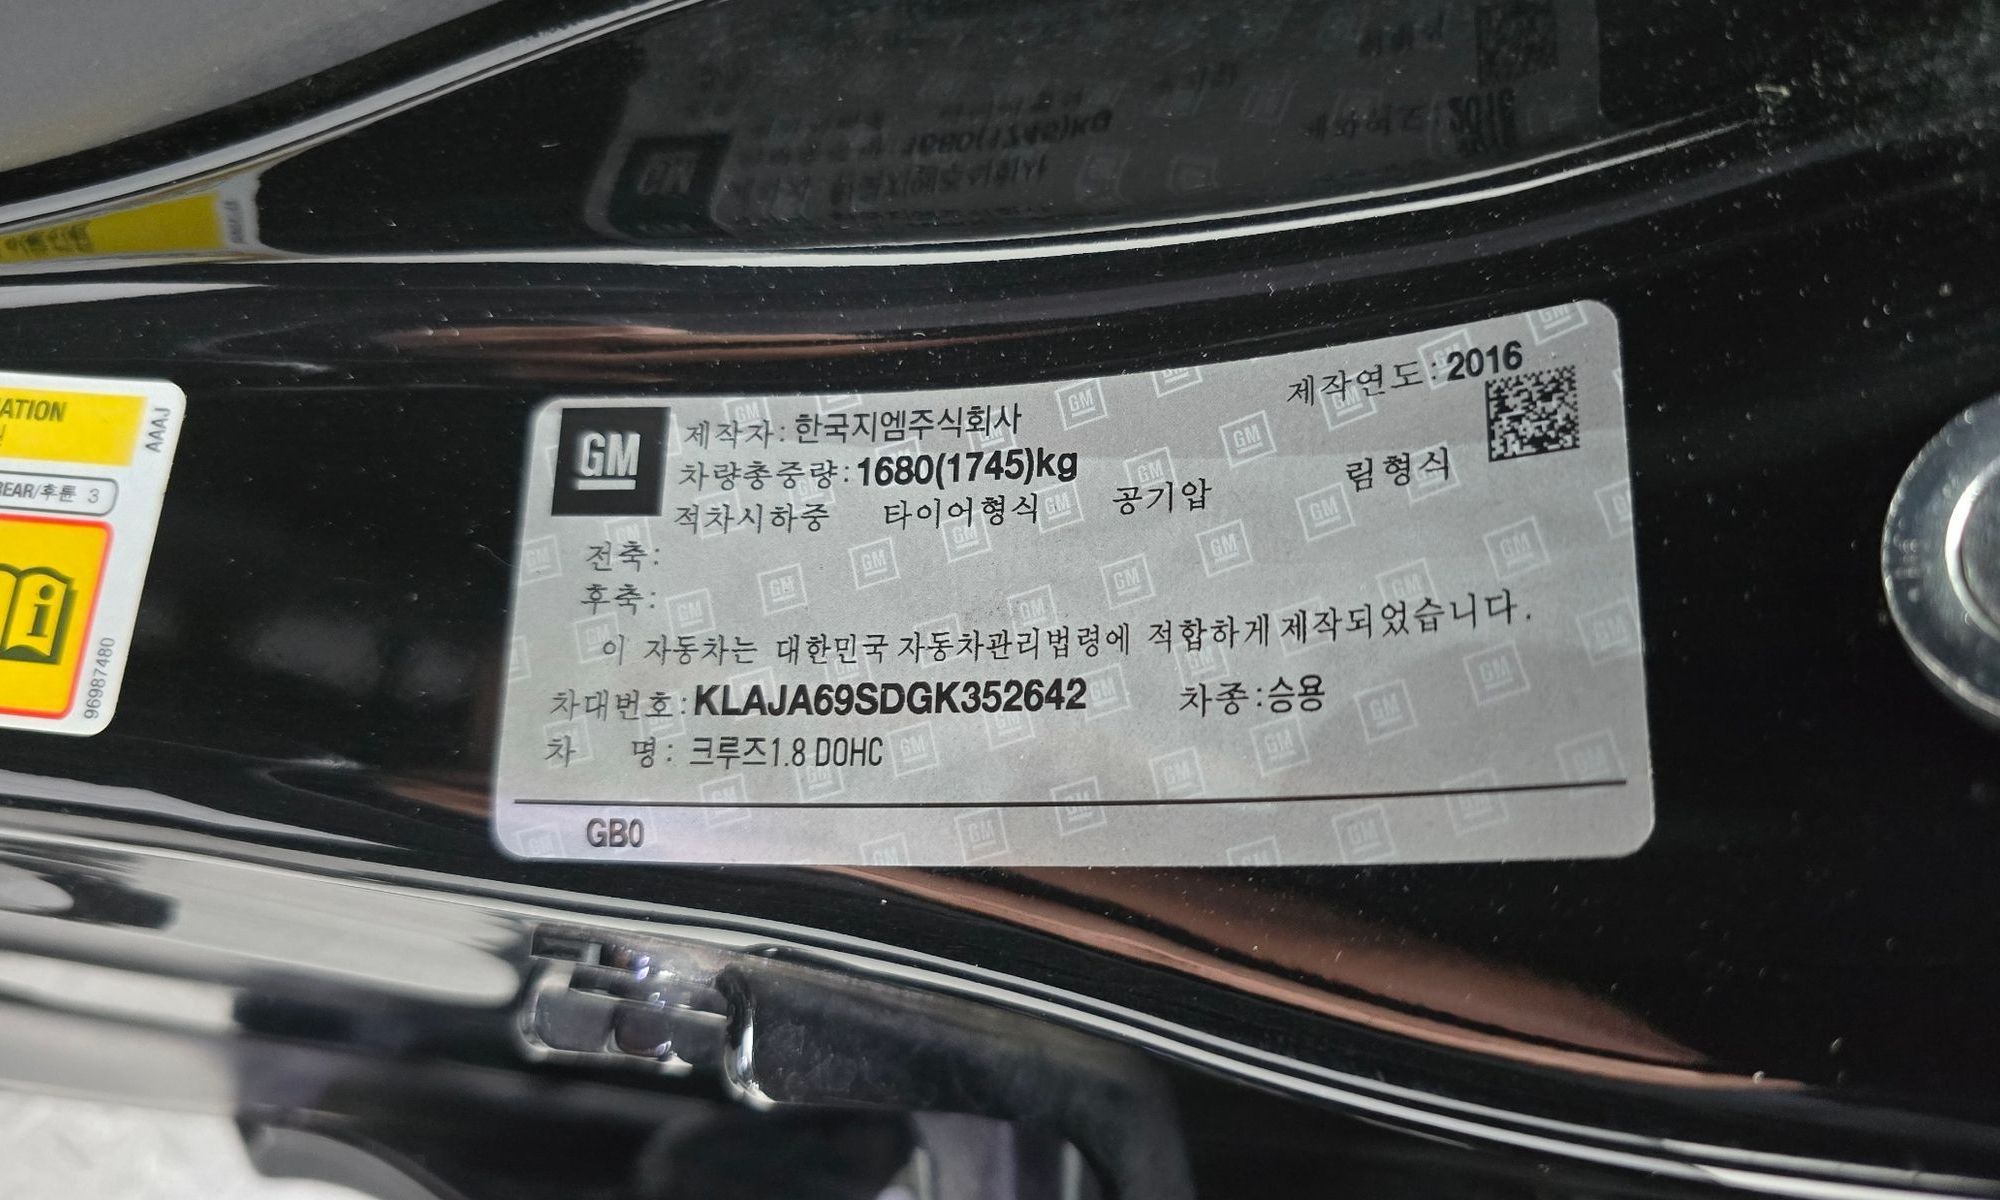 ATION
AAAJ
REAR/후륜 3
96987480
제작연도:2016
GM 제작자:한국지엠주식회사
차량총중량:1680(1745)kg
적차시하중 타이어형식 공기압 림형식
전축:
후축:
이 자동차는 대한민국 자동차관리법령에 적합하게 제작되었습니다.
차대번호:KLAJA69SDGK352642 차종:승용
차 명: 크루즈1.8 DOHC
GB0